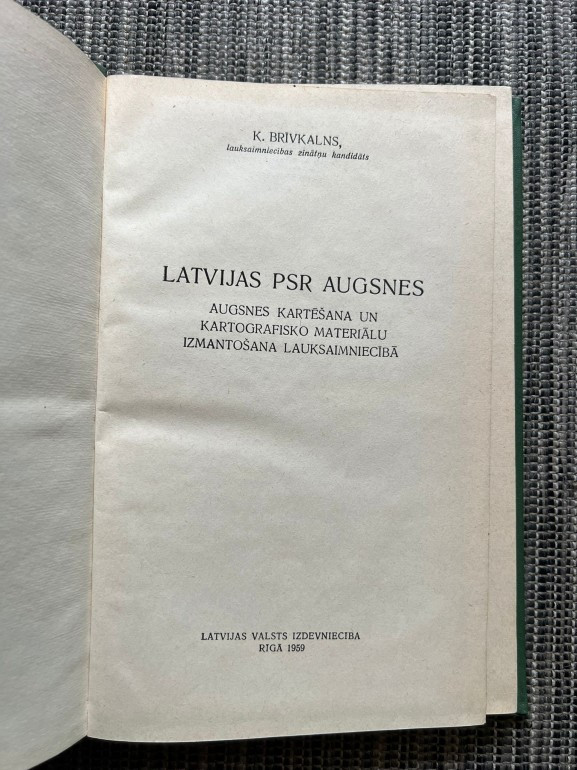 K. BRĪVKALNS,
lauksaimniecības zinātņu kandidāts
LATVIJAS PSR AUGSNES
AUGSNES KARTĒŠANA UN
KARTOGRAFISKO MATERIĀLU
IZMANTOŠANA LAUKSAIMNIECĪBĀ
LATVIJAS VALSTS IZDEVNIECĪBA
RĪGĀ 1959